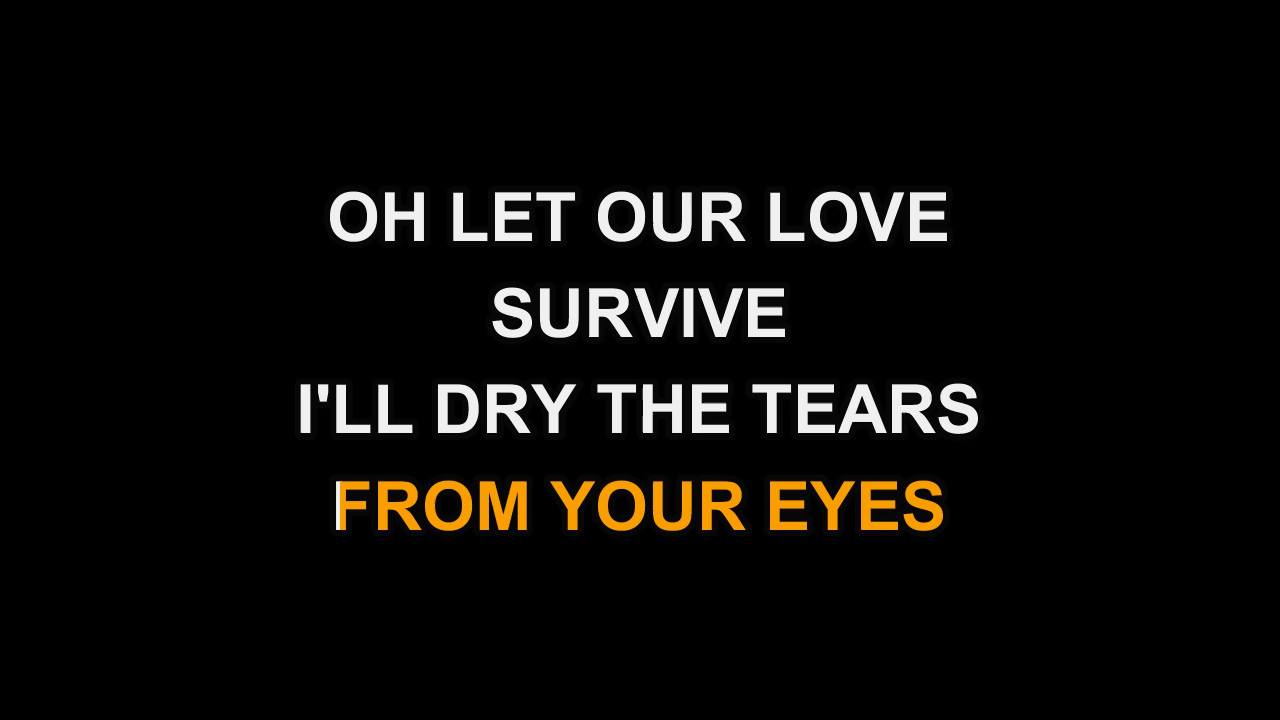 OH LET OUR LOVE
SURVIVE
I'LL DRY THE TEARS
FROM YOUR EYES